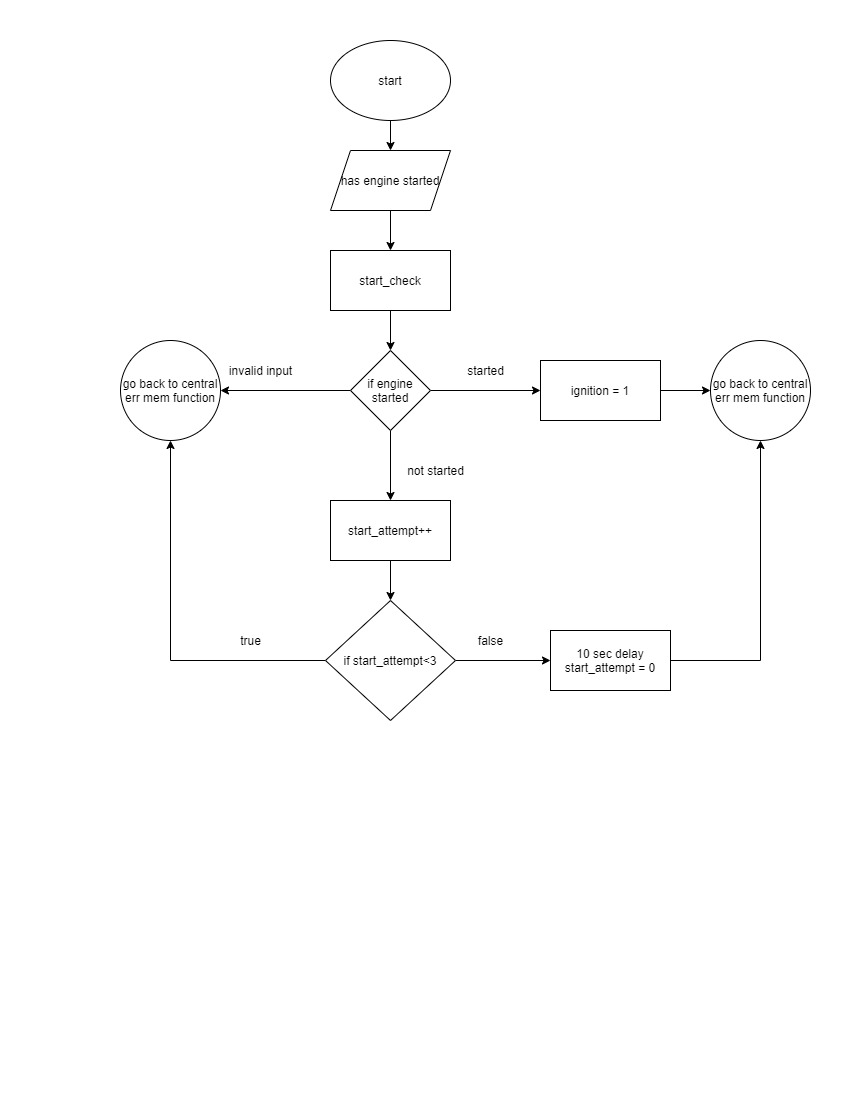 start
has engine started
start_check
invalid input
started
go back to central
err mem function
if engine
started
ignition = 1
go back to central
err mem function
not started
start_attempt++
true
false
if start_attempt<3
10 sec delay
start_attempt = 0